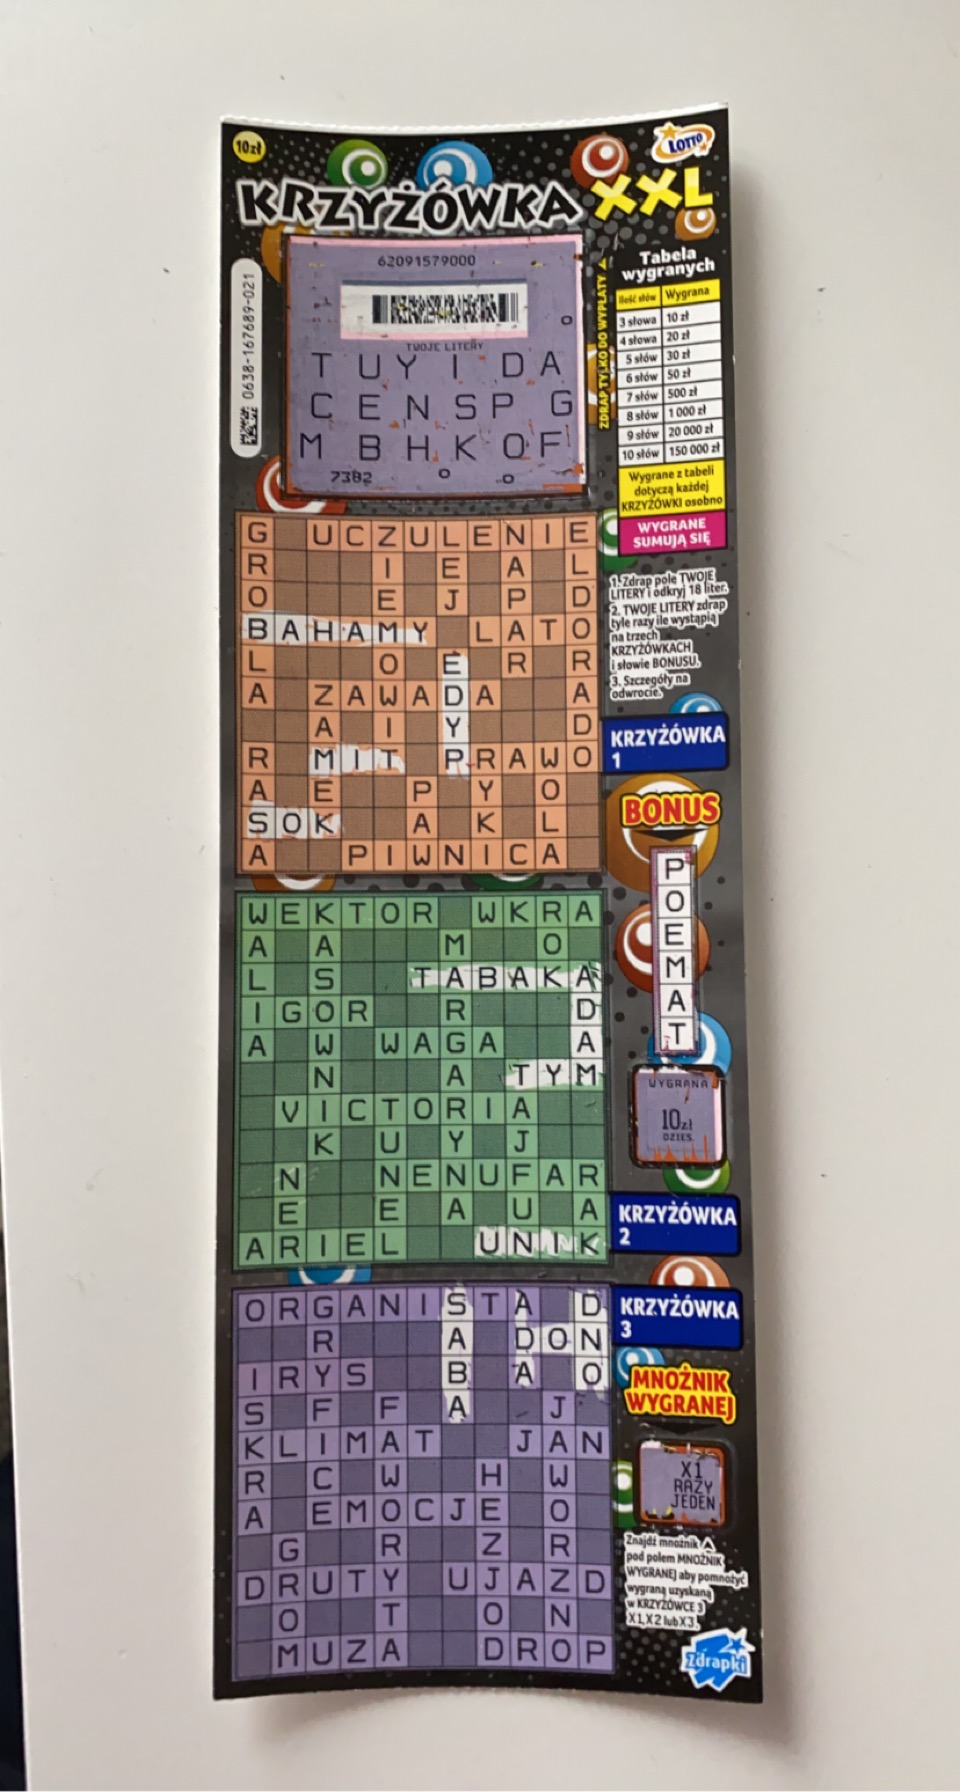 10zł
LOTTO
KRZYŻÓWKA XXL
0638-167689-021
62091579000
TWOJE LITERY
T U Y I D A
C E N S P G
M B H K O F
7382
ZDRAP TYLKO DO WYPŁATY
Tabela
wygranych
Ilość słów Wygrana
3 słowa 10 zł
4 słowa 20 zł
5 słów 30 zł
6 słów 50 zł
7 słów 500 zł
8 słów 1 000 zł
9 słów 20 000 zł
10 słów 150 000 zł
Wygrane z tabeli
dotyczą każdej
KRZYŻÓWKI osobno
WYGRANE
SUMUJĄ SIĘ
1. Zdrap pole TWOJE
LITERY i odkryj 18 liter.
2. TWOJE LITERY zdrap
tyle razy ile wystąpią
na trzech
KRZYŻÓWKACH
i słowie BONUSU.
3. Szczegóły na
odwrocie.
KRZYŻÓWKA
1
G UCZULENIE
R I E A L
O E J P D
BAHAMY LATO
L O E R R
A ZAWADA A
A I Y D
R MIT PRAWO
A E P Y O
SOK A K L
A PIWNICA
BONUS
P
O
E
M
A
T
WYGRANA
10zł
DZIES.
KRZYŻÓWKA
2
WEKTOR WKRA
A A M O
L S TABAKA
IGOR R D
A W WAGA A
N A TYM
VICTORIA
K U Y J
N NENUFAR
E E A U A
ARIEL UNIK
KRZYŻÓWKA
3
ORGANISTA D
R A DON
IRYS B A O
S F F A J
KLIMAT JAN
R C W H W
A EMOCJE O
G R Z R
DRUTY UJAZD
O T O N
MUZA DROP
MNOŻNIK
WYGRANEJ
X1
RAZY
JEDEN
Znajdź mnożnik
pod polem MNOŻNIK
WYGRANEJ aby pomnożyć
wygraną uzyskaną
w KRZYŻÓWCE 3
X1, X2 lub X3.
Zdrapki